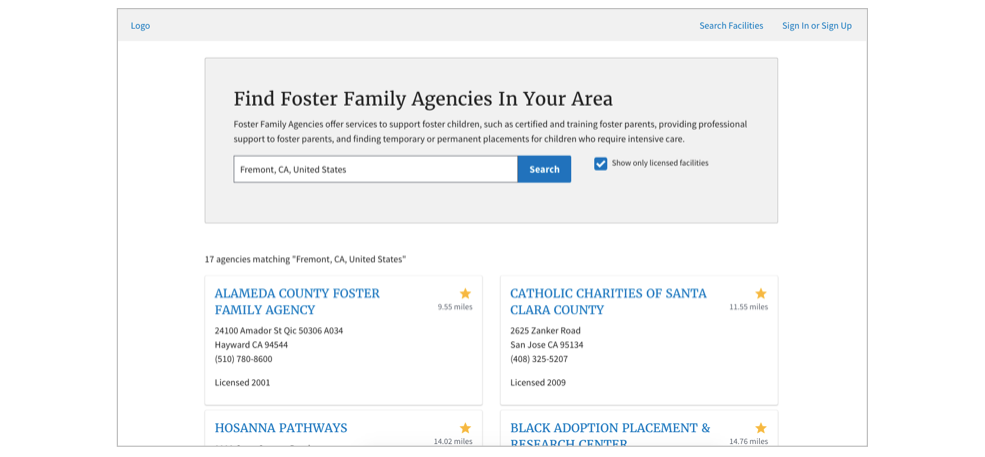 Logo
Search Facilities
Sign In or Sign Up
Find Foster Family Agencies In Your Area
Foster Family Agencies offer services to support foster children, such as certified and training foster parents, providing professional
support to foster parents, and finding temporary or permanent placements for children who require intensive care.
Fremont, CA, United States
Search
Show only licensed facilities
17 agencies matching "Fremont, CA, United States"
ALAMEDA COUNTY FOSTER
FAMILY AGENCY
9.55 miles
24100 Amador St Qic 50306 A034
Hayward CA 94544
(510) 780-8600
Licensed 2001
CATHOLIC CHARITIES OF SANTA
CLARA COUNTY
11.55 miles
2625 Zanker Road
San Jose CA 95134
(408) 325-5207
Licensed 2009
HOSANNA PATHWAYS
14.02 miles
BLACK ADOPTION PLACEMENT &
RESEARCH CENTER
14.76 miles